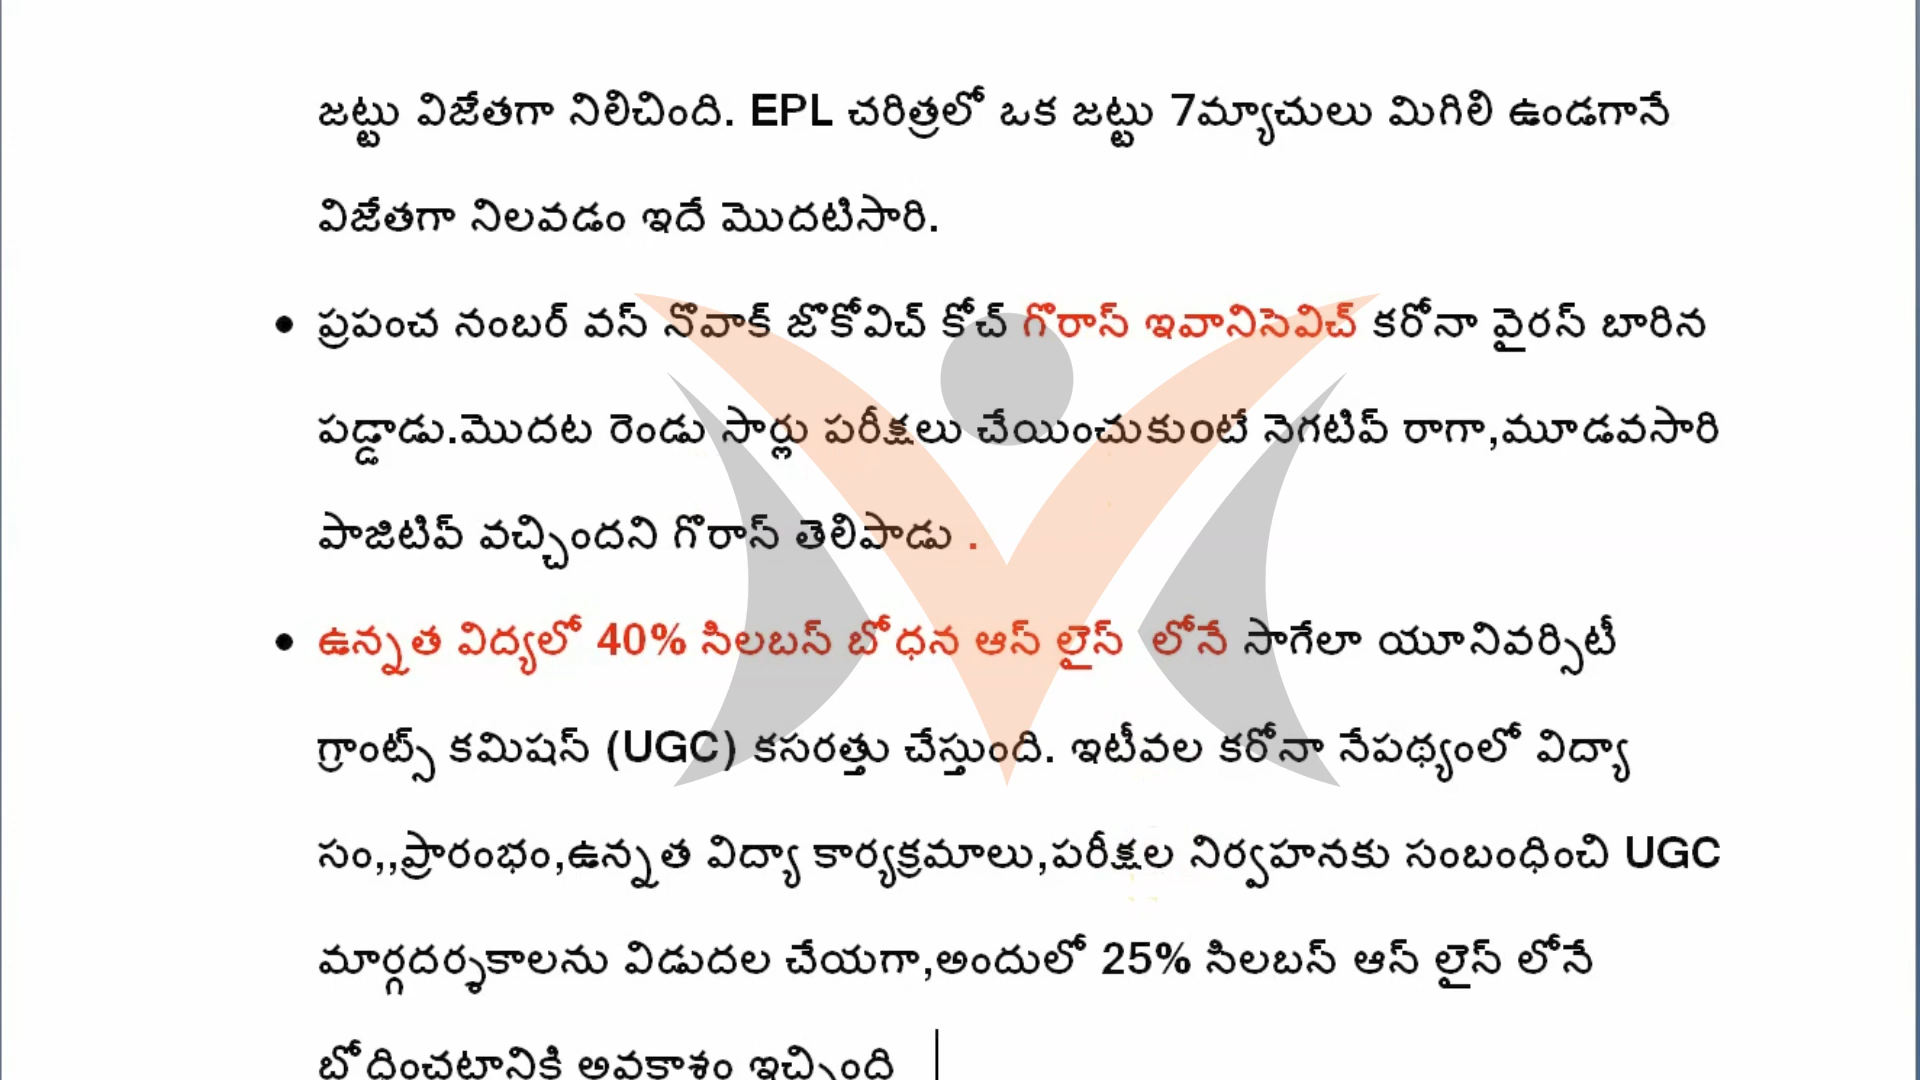 జట్టు విజేతగా నిలిచింది. EPL చరిత్రలో ఒక జట్టు 7మ్యాచులు మిగిలి ఉండగానే
విజేతగా నిలవడం ఇదే మొదటిసారి.
• ప్రపంచ నంబర్ వన్ నొవాక్ జొకోవిచ్ కోచ్ గొరాన్ ఇవానిసెవిచ్ కరోనా వైరస్ బారిన
పడ్డాడు.మొదట రెండు సార్లు పరీక్షలు చేయించుకుంటే నెగటివ్ రాగా,మూడవసారి
పాజిటివ్ వచ్చిందని గొరాన్ తెలిపాడు .
• ఉన్నత విద్యలో 40% సిలబస్ బోధన ఆన్ లైన్ లోనే సాగేలా యూనివర్సిటీ
గ్రాంట్స్ కమిషన్ (UGC) కసరత్తు చేస్తుంది. ఇటీవల కరోనా నేపథ్యంలో విద్యా
సం,,ప్రారంభం,ఉన్నత విద్యా కార్యక్రమాలు,పరీక్షల నిర్వహనకు సంబంధించి UGC
మార్గదర్శకాలను విడుదల చేయగా,అందులో 25% సిలబస్ ఆన్ లైన్ లోనే
బోధించటానికి అవకాశం ఇచ్చింది